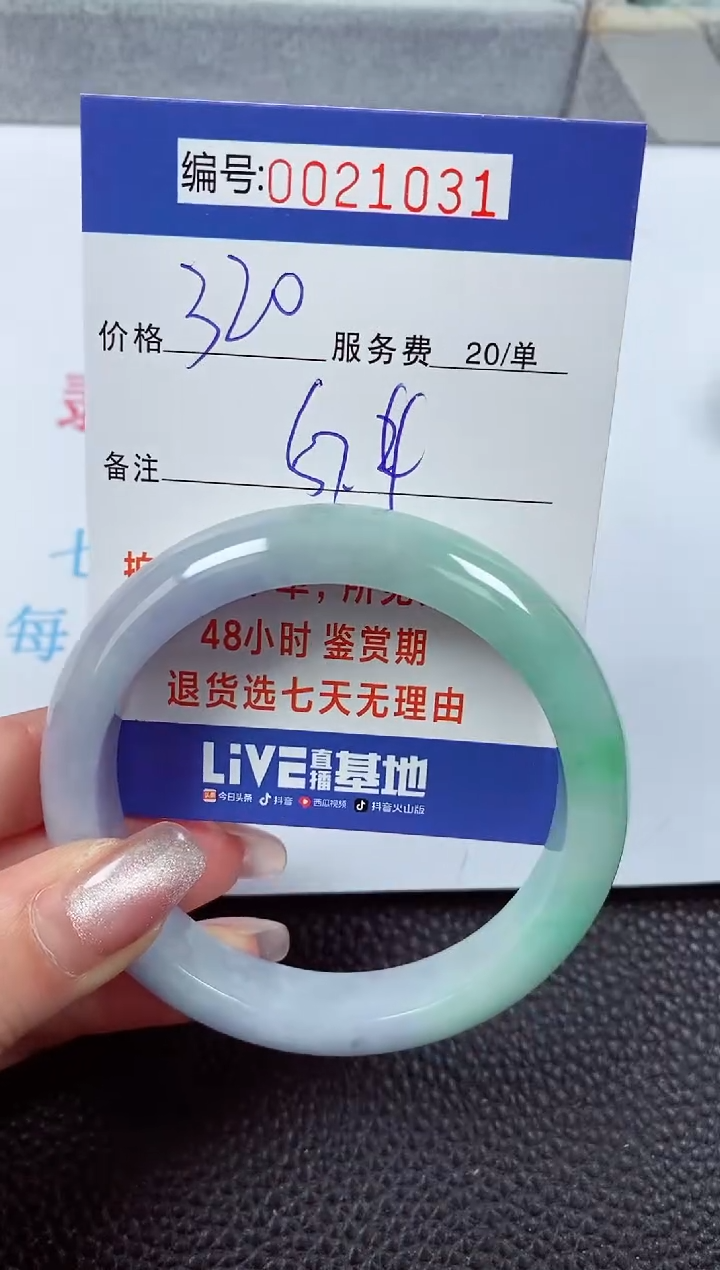 编号:0021031
价格 320 服务费 20/单
备注
48小时 鉴赏期
退货选七天无理由
LiVE直播基地
今日头条 抖音 西瓜视频 抖音火山版
七
每